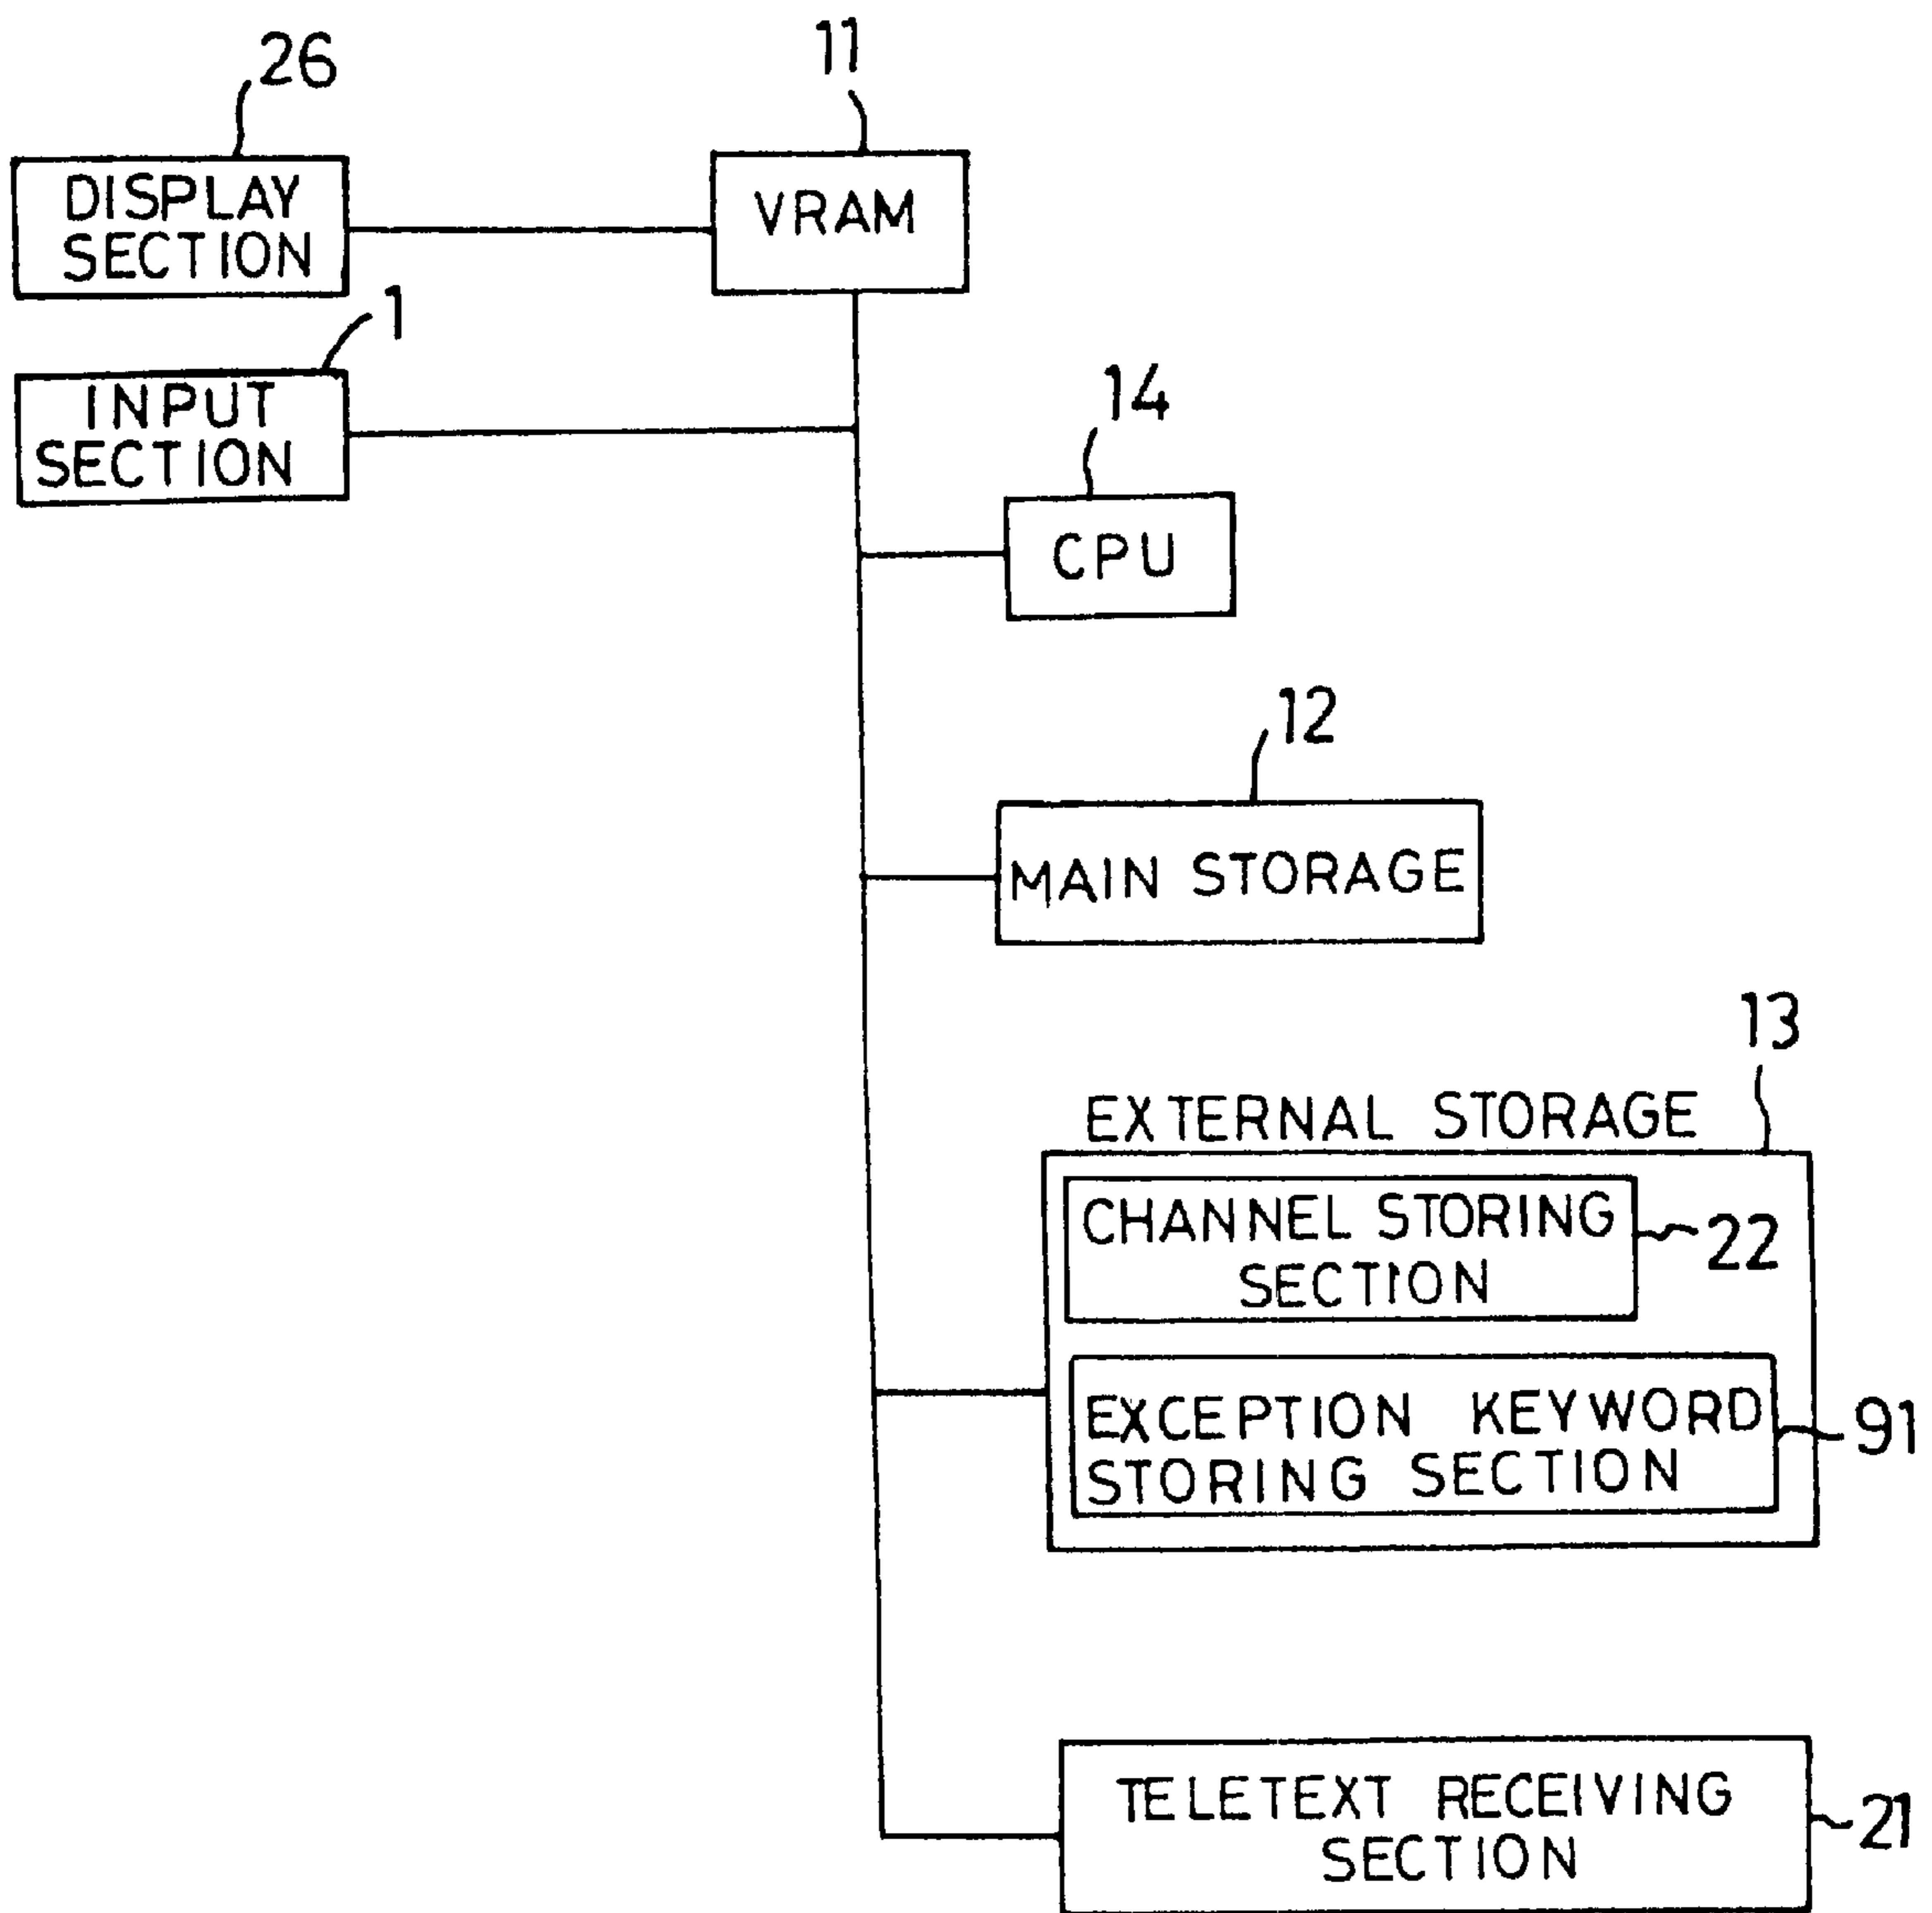 26
11
DISPLAY
SECTION
VRAM
1
INPUT
SECTION
14
CPU
12
MAIN STORAGE
13
EXTERNAL STORAGE
CHANNEL STORING
SECTION
22
EXCEPTION KEYWORD
STORING SECTION
91
TELETEXT RECEIVING
SECTION
21